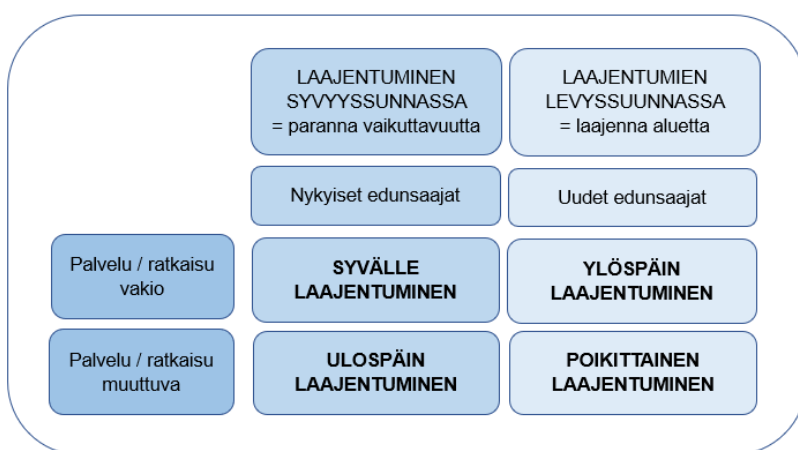 LAAJENTUMINEN
SYVYYSSUNNASSA
= paranna vaikuttavuutta
LAAJENTUMIEN
LEVYSSUUNNASSA
= laajenna aluetta
Nykyiset edunsaajat
Uudet edunsaajat
Palvelu / ratkaisu
vakio
SYVÄLLE
LAAJENTUMINEN
YLÖSPÄIN
LAAJENTUMINEN
Palvelu / ratkaisu
muuttuva
ULOSPÄIN
LAAJENTUMINEN
POIKITTAINEN
LAAJENTUMINEN